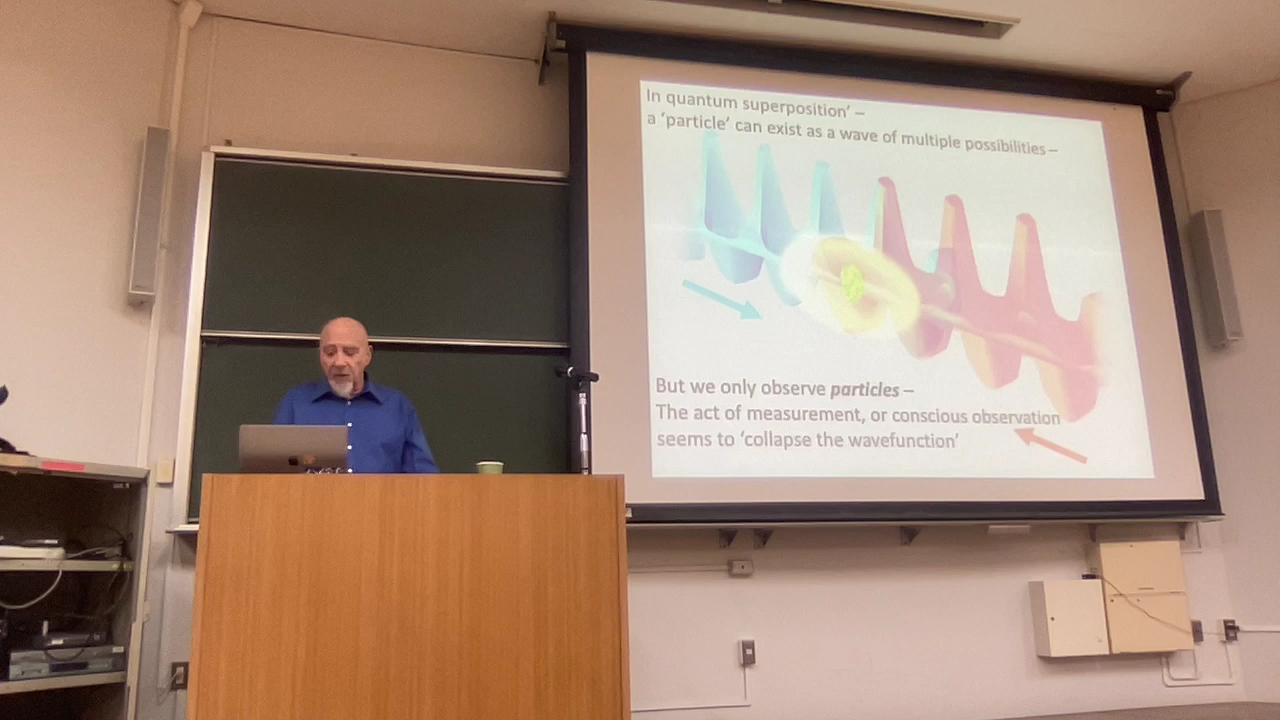 In quantum superposition’ –
a ‘particle’ can exist as a wave of multiple possibilities –
But we only observe particles –
The act of measurement, or conscious observation
seems to ‘collapse the wavefunction’